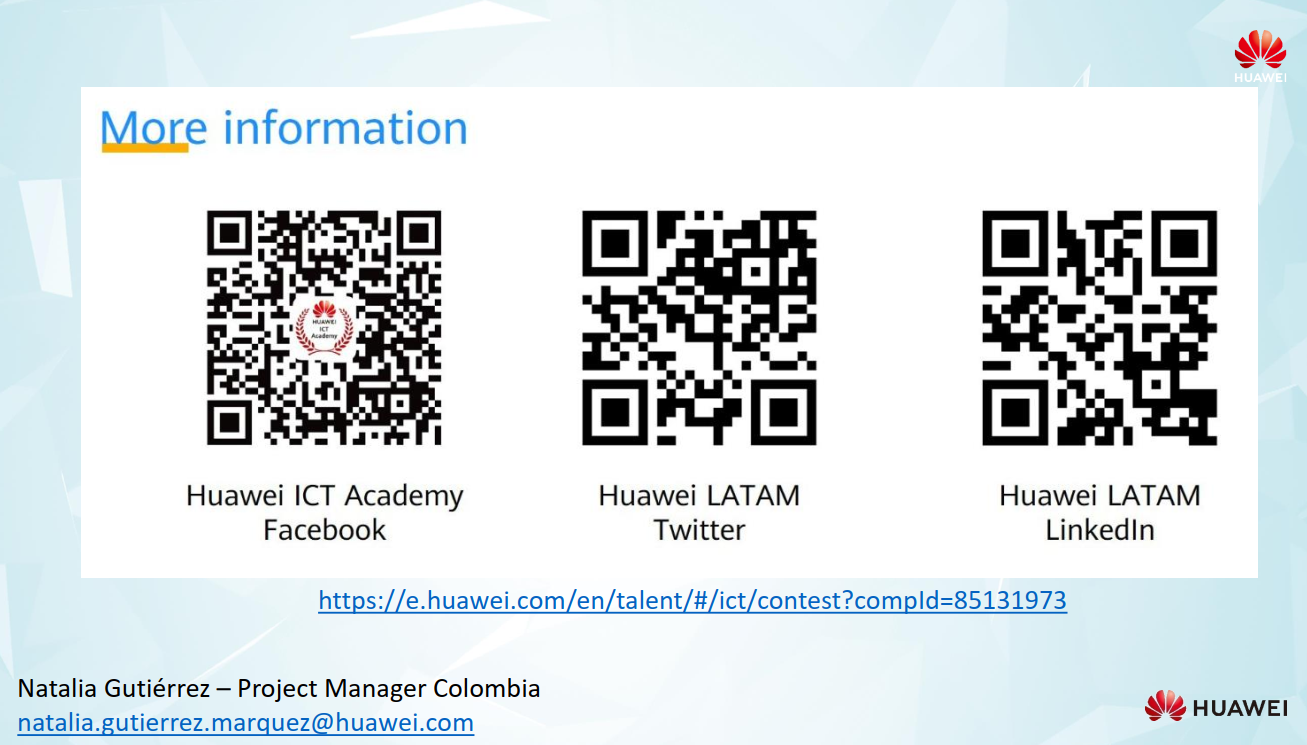 HUAWEI
More information
HUAWEI
ICT
Academy
Huawei ICT Academy
Facebook
Huawei LATAM
Twitter
Huawei LATAM
LinkedIn
https://e.huawei.com/en/talent/#/ict/contest?compId=85131973
Natalia Gutiérrez – Project Manager Colombia
natalia.gutierrez.marquez@huawei.com
HUAWEI